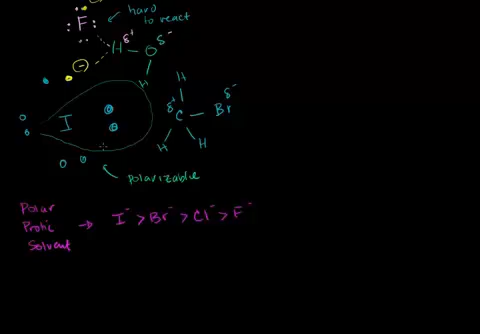 hard
to react
F
H δ+ O δ-
H
H
I
δ+ C Br δ-
H H
polarizable
Polar
Protic → I⁻ > Br⁻ > Cl⁻ > F⁻
Solvent